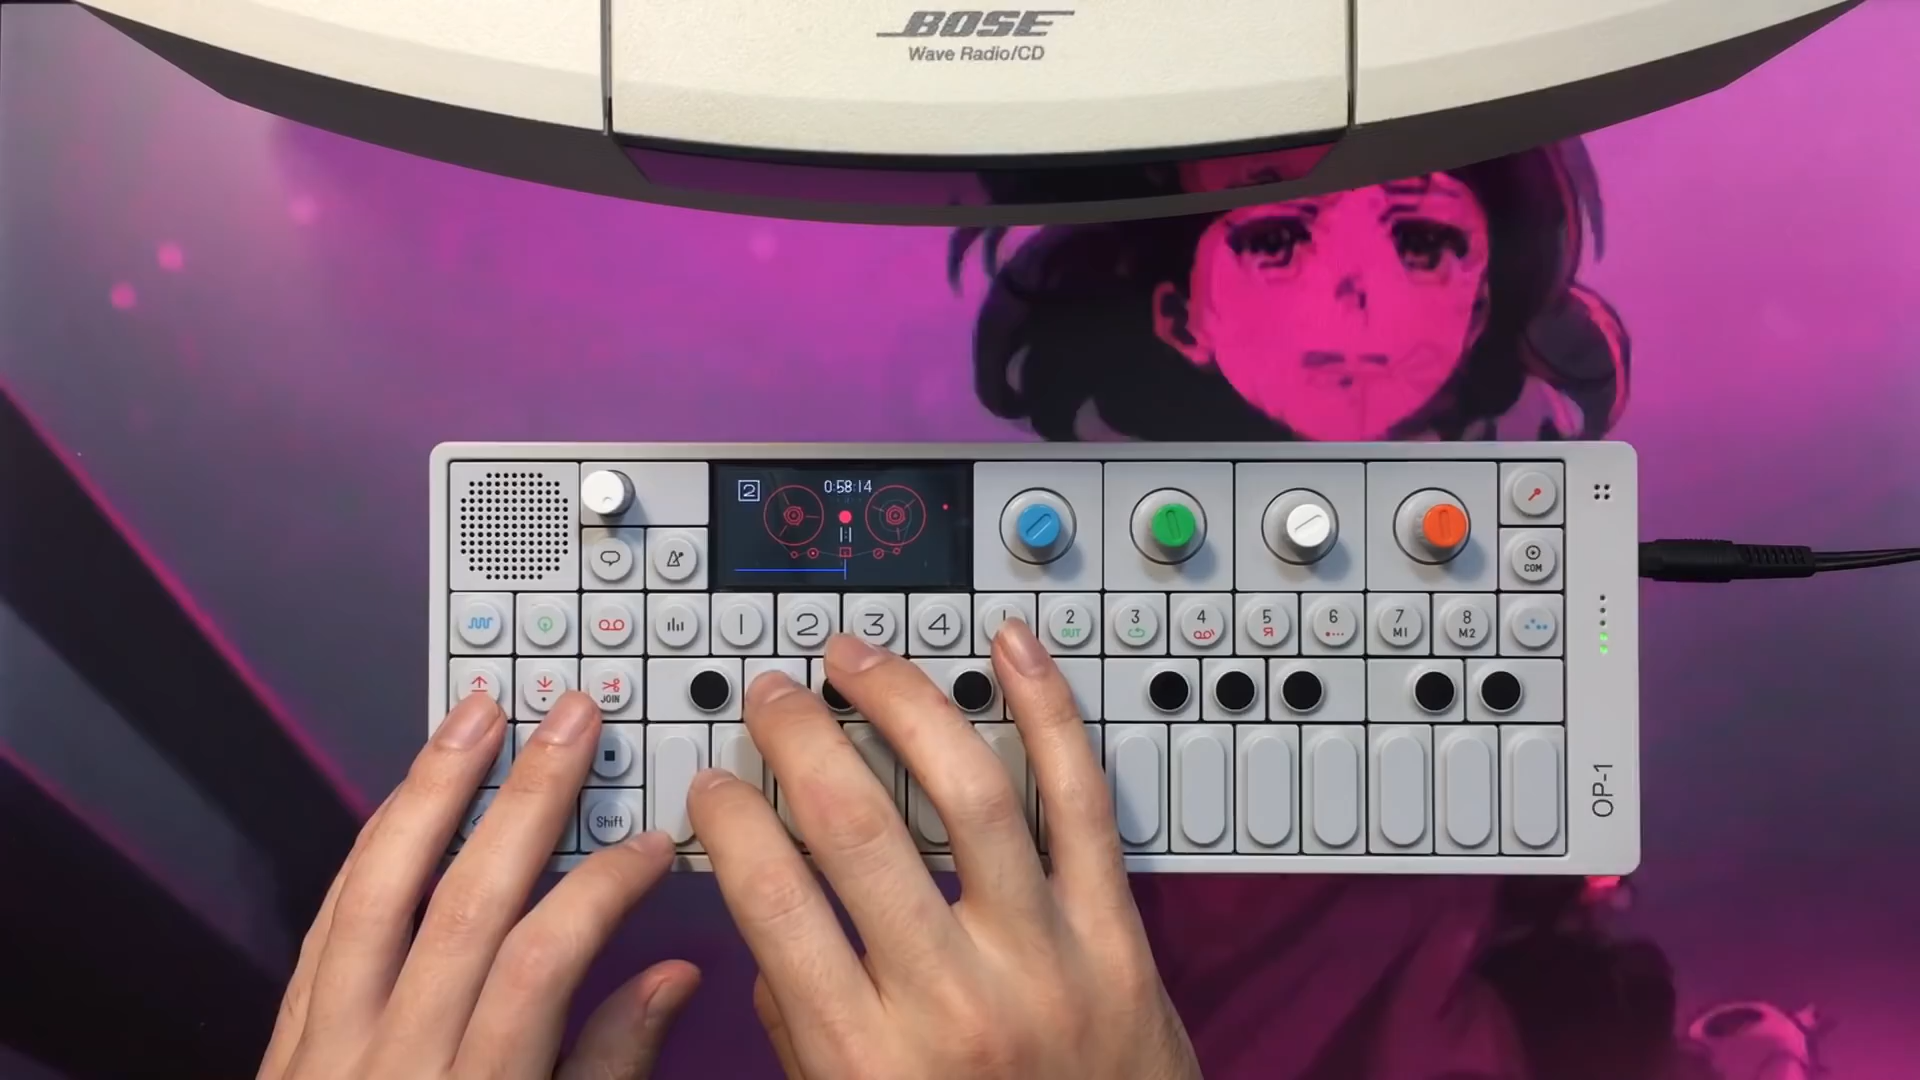 BOSE
Wave Radio/CD
2
0:58:14
COM
1
2
3
4
1
2
OUT
3
4
5
Я
6
7
M1
8
M2
JOIN
Shift
OP-1